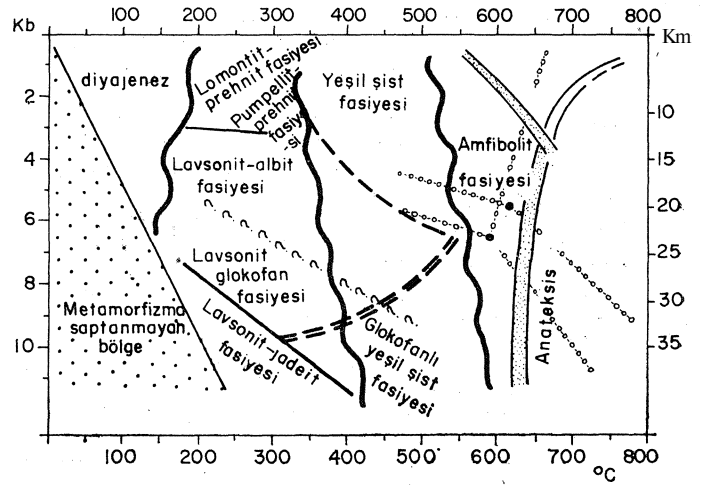 100 200 300 400 500 600 700 800
Kb
Km
diyajenez
Lomontit-
prehnit fasiyesi
Pumpellit-
prehnit
fasiye
-si
Yeşil şist
fasiyesi
2
10
Amfibolit
fasiyesi
4
15
Lavsonit-albit
fasiyesi
6
20
Lavsonit
glokofan
fasiyesi
25
8
30
Metamorfizma
saptanmayan
bölge
Lavsonit-jadeit
fasiyesi
Glokofanlı
yeşil şist
fasiyesi
Anateksis
10
35
100 200 300 400 500 600 700 800
°C